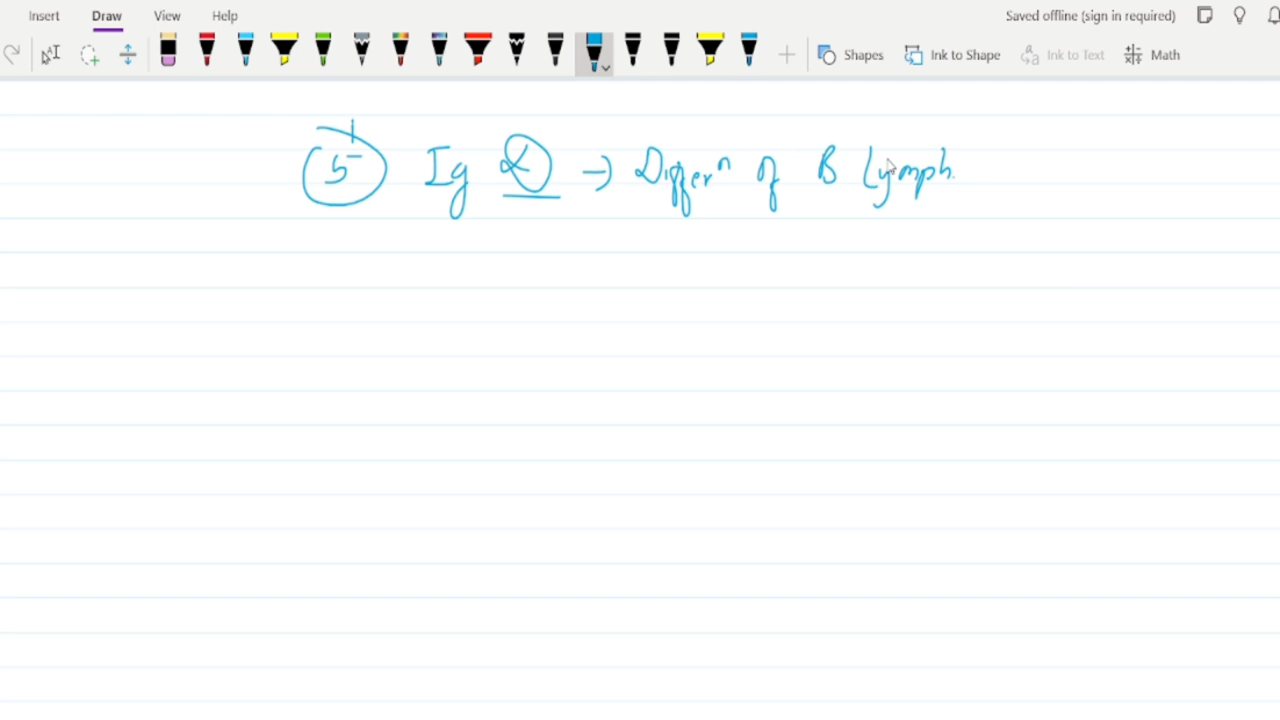 Insert Draw View Help Saved offline (sign in required)
Shapes Ink to Shape Ink to Text Math
5 Ig D → Differⁿ of B Lymph.